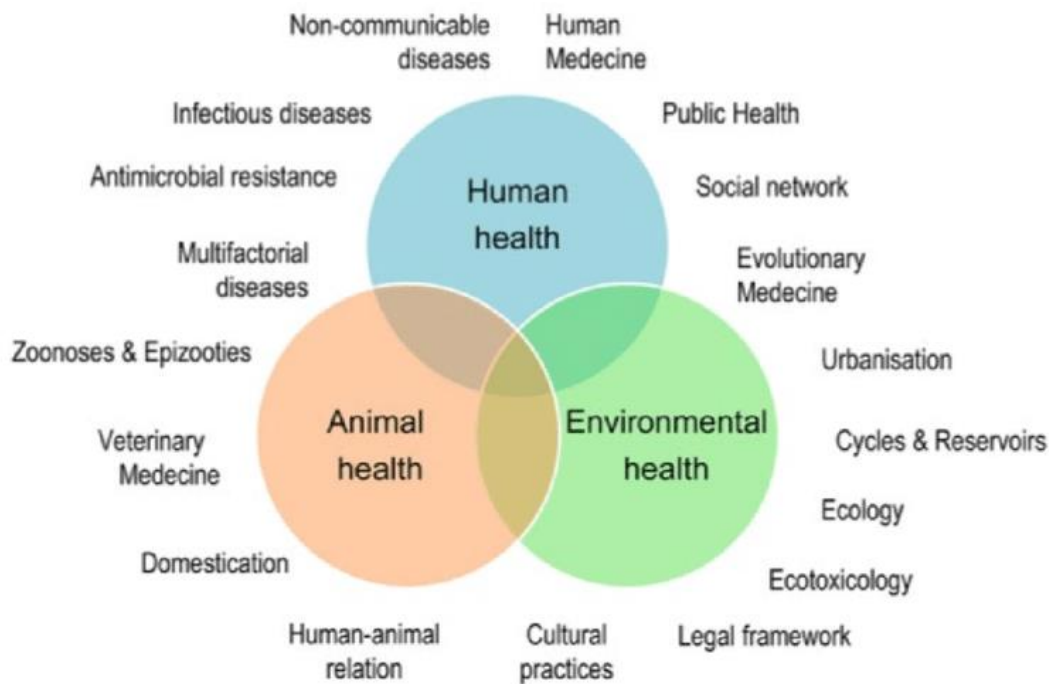 Non-communicable
diseases
Human
Medecine
Infectious diseases
Public Health
Antimicrobial resistance
Social network
Human
health
Multifactorial
diseases
Evolutionary
Medecine
Zoonoses & Epizooties
Urbanisation
Animal
health
Environmental
health
Veterinary
Medecine
Cycles & Reservoirs
Ecology
Domestication
Ecotoxicology
Human-animal
relation
Cultural
practices
Legal framework